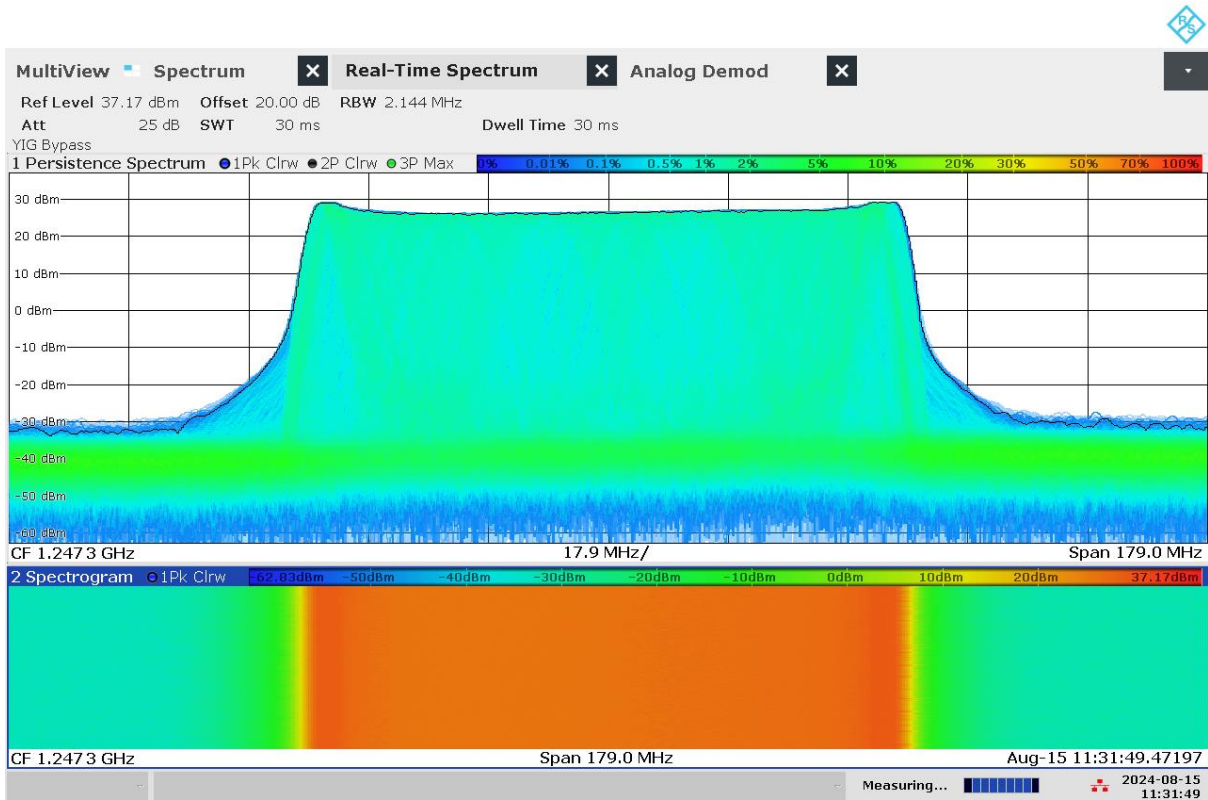 R&S
MultiView Spectrum X Real-Time Spectrum X Analog Demod X
Ref Level 37.17 dBm Offset 20.00 dB RBW 2.144 MHz
Att 25 dB SWT 30 ms Dwell Time 30 ms
YIG Bypass
1 Persistence Spectrum 1Pk Clrw 2P Clrw 3P Max 0% 0.01% 0.1% 0.5% 1% 2% 5% 10% 20% 30% 50% 70% 100%
30 dBm
20 dBm
10 dBm
0 dBm
-10 dBm
-20 dBm
-30 dBm
-40 dBm
-50 dBm
-60 dBm
CF 1.2473 GHz 17.9 MHz/ Span 179.0 MHz
2 Spectrogram 1Pk Clrw -62.83dBm -50dBm -40dBm -30dBm -20dBm -10dBm 0dBm 10dBm 20dBm 37.17dBm
CF 1.2473 GHz Span 179.0 MHz Aug-15 11:31:49.47197
Measuring... 2024-08-15
11:31:49